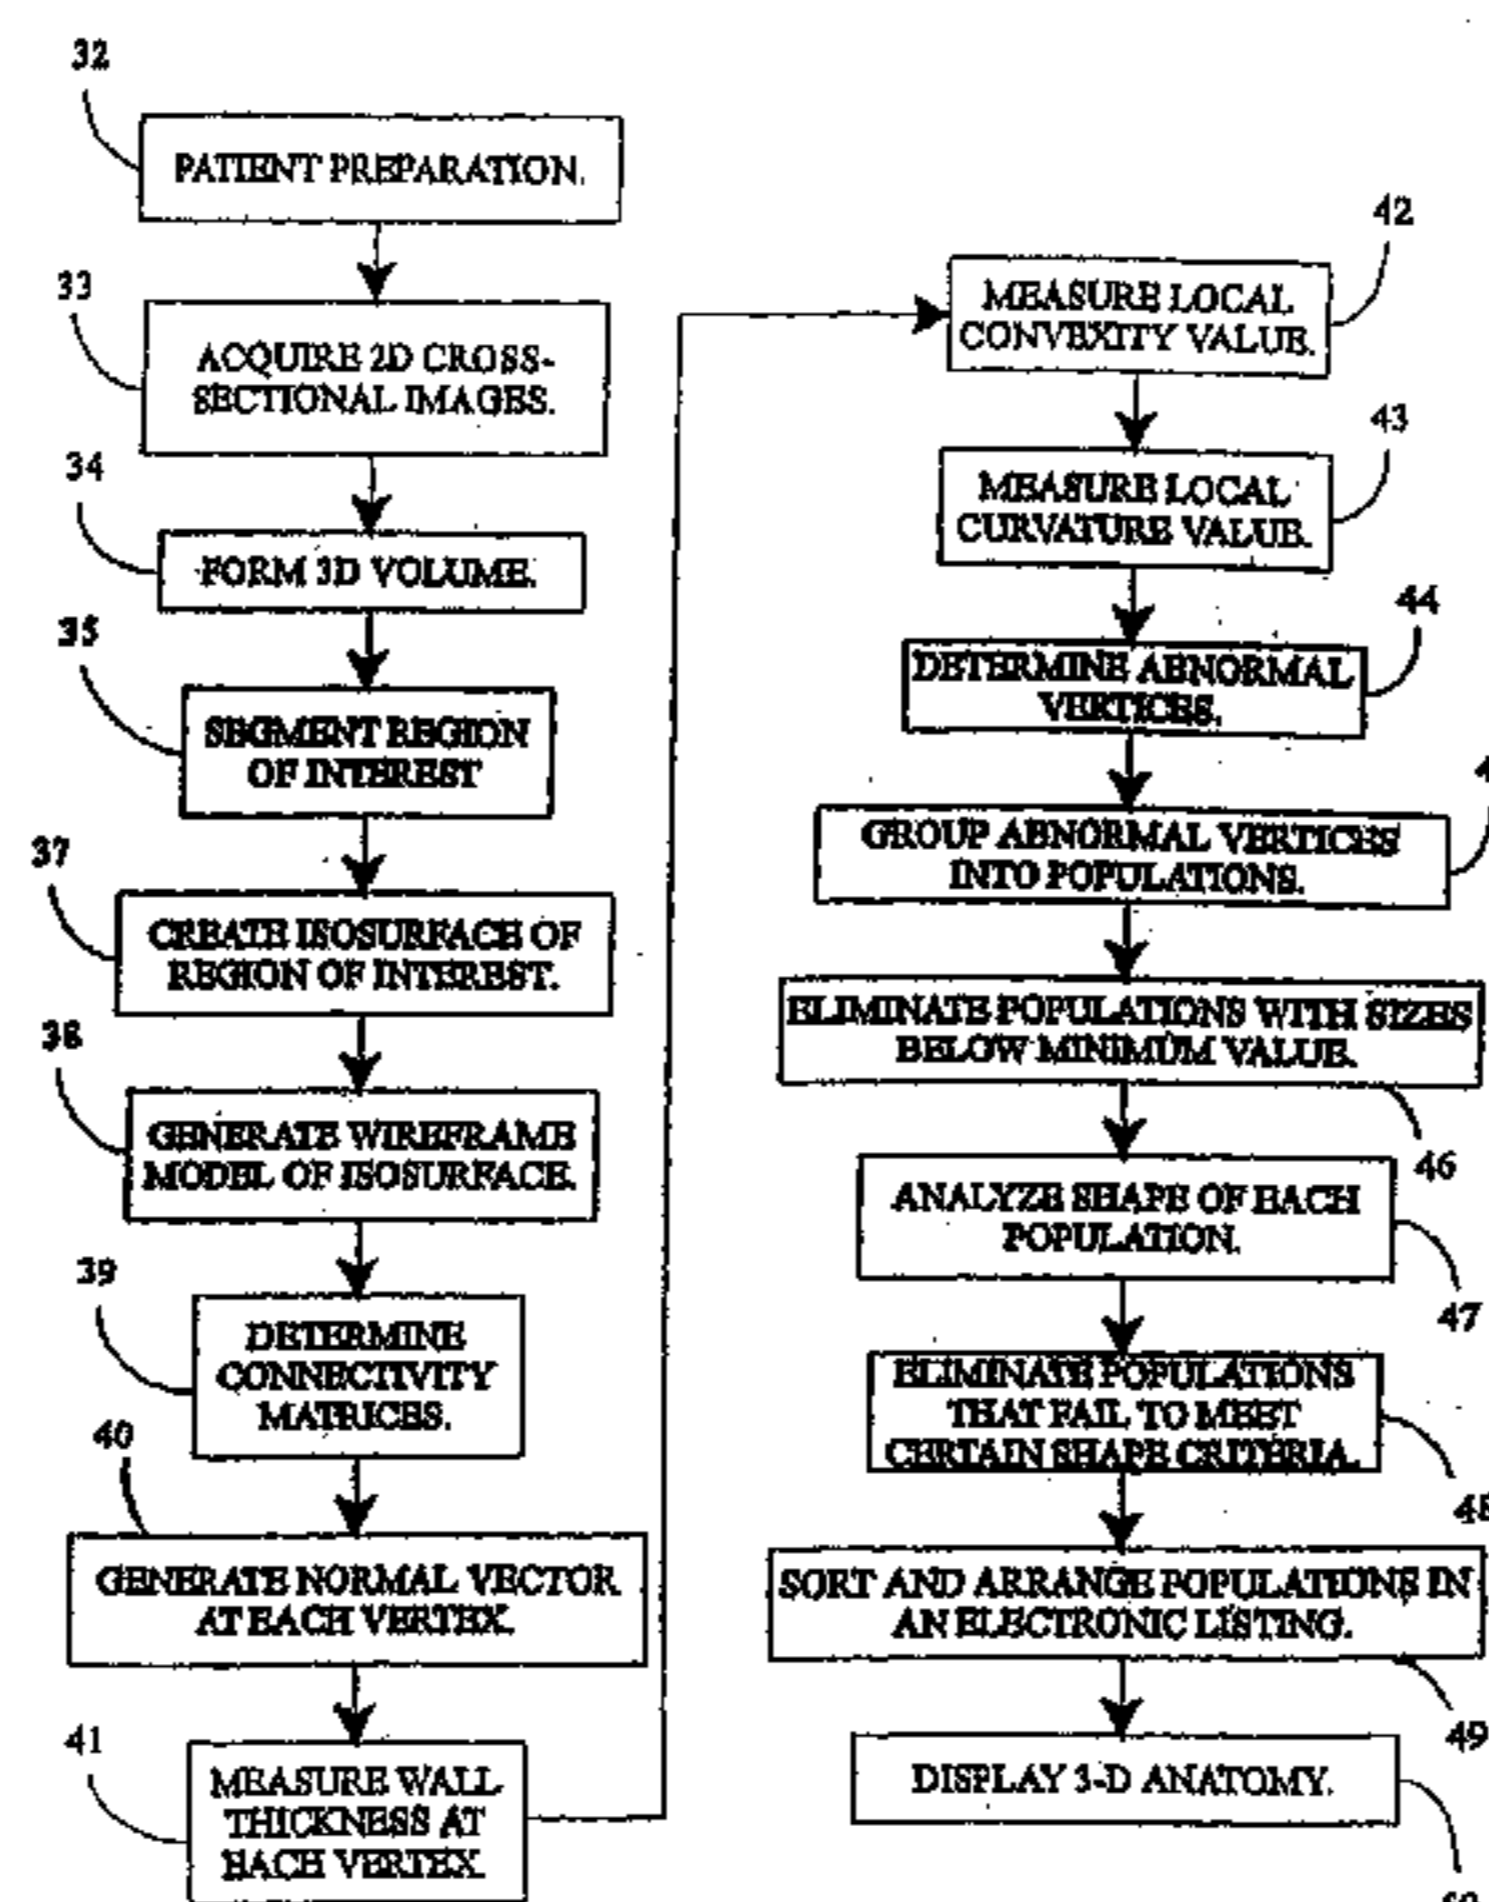 32
PATIENT PREPARATION.
33
ACQUIRE 2D CROSS-
SECTIONAL IMAGES.
34
FORM 3D VOLUME.
35
SEGMENT REGION
OF INTEREST
37
CREATE ISOSURFACE OF
REGION OF INTEREST.
38
GENERATE WIREFRAME
MODEL OF ISOSURFACE.
39
DETERMINE
CONNECTIVITY
MATRICES.
40
GENERATE NORMAL VECTOR
AT EACH VERTEX.
41
MEASURE WALL
THICKNESS AT
EACH VERTEX.
42
MEASURE LOCAL
CONVEXITY VALUE.
43
MEASURE LOCAL
CURVATURE VALUE.
44
DETERMINE ABNORMAL
VERTICES.
GROUP ABNORMAL VERTICES
INTO POPULATIONS.
ELIMINATE POPULATIONS WITH SIZES
BELOW MINIMUM VALUE.
46
ANALYZE SHAPE OF EACH
POPULATION.
47
ELIMINATE POPULATIONS
THAT FAIL TO MEET
CERTAIN SHAPE CRITERIA.
48
SORT AND ARRANGE POPULATIONS IN
AN ELECTRONIC LISTING.
49
DISPLAY 3-D ANATOMY.